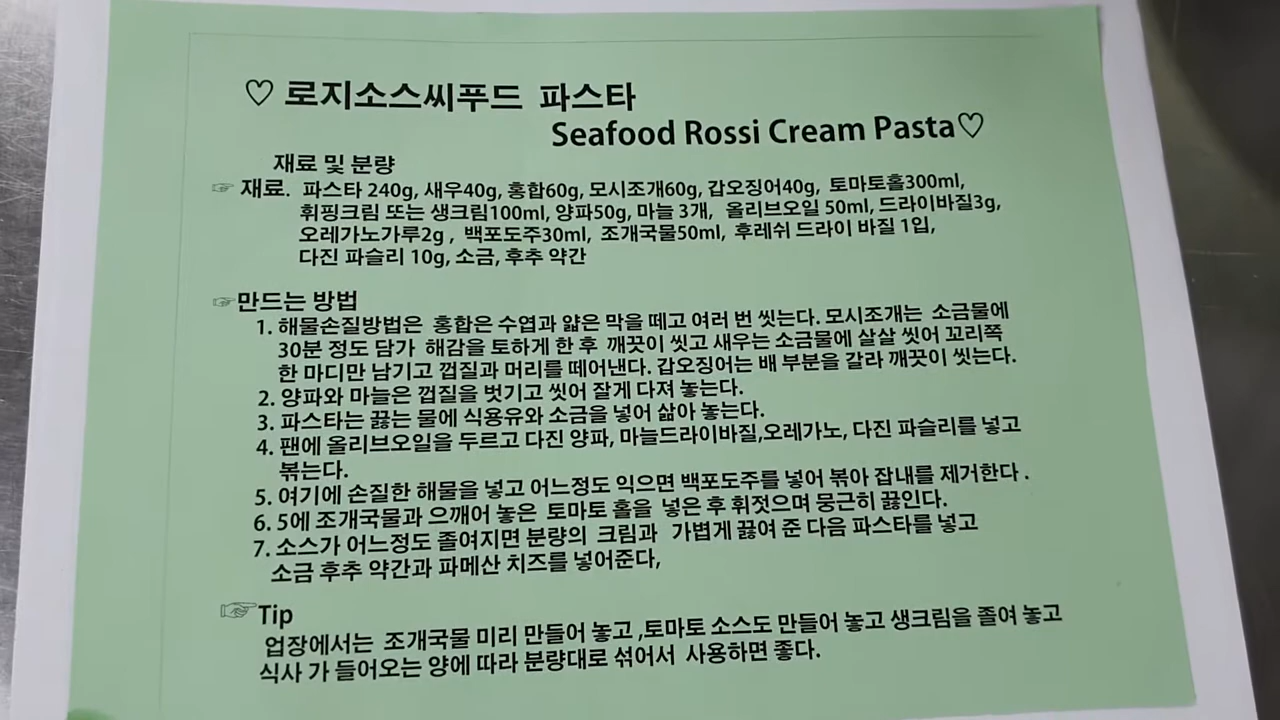 ♡ 로지소스씨푸드 파스타
Seafood Rossi Cream Pasta♡
재료 및 분량
☞ 재료. 파스타 240g, 새우40g, 홍합60g, 모시조개60g, 갑오징어40g, 토마토홀300ml,
휘핑크림 또는 생크림100ml, 양파50g, 마늘 3개, 올리브오일 50ml, 드라이바질3g,
오레가노가루2g , 백포도주30ml, 조개국물50ml, 후레쉬 드라이 바질 1입,
다진 파슬리 10g, 소금, 후추 약간
☞만드는 방법
1. 해물손질방법은 홍합은 수엽과 얇은 막을 떼고 여러 번 씻는다. 모시조개는 소금물에
30분 정도 담가 해감을 토하게 한 후 깨끗이 씻고 새우는 소금물에 살살 씻어 꼬리쪽
한 마디만 남기고 껍질과 머리를 떼어낸다. 갑오징어는 배 부분을 갈라 깨끗이 씻는다.
2. 양파와 마늘은 껍질을 벗기고 씻어 잘게 다져 놓는다.
3. 파스타는 끓는 물에 식용유와 소금을 넣어 삶아 놓는다.
4. 팬에 올리브오일을 두르고 다진 양파, 마늘드라이바질,오레가노, 다진 파슬리를 넣고
볶는다.
5. 여기에 손질한 해물을 넣고 어느정도 익으면 백포도주를 넣어 볶아 잡내를 제거한다 .
6. 5에 조개국물과 으깨어 놓은 토마토 홀을 넣은 후 휘젓으며 뭉근히 끓인다.
7. 소스가 어느정도 졸여지면 분량의 크림과 가볍게 끓여 준 다음 파스타를 넣고
소금 후추 약간과 파메산 치즈를 넣어준다,
☞Tip
업장에서는 조개국물 미리 만들어 놓고 ,토마토 소스도 만들어 놓고 생크림을 졸여 놓고
식사 가 들어오는 양에 따라 분량대로 섞어서 사용하면 좋다.